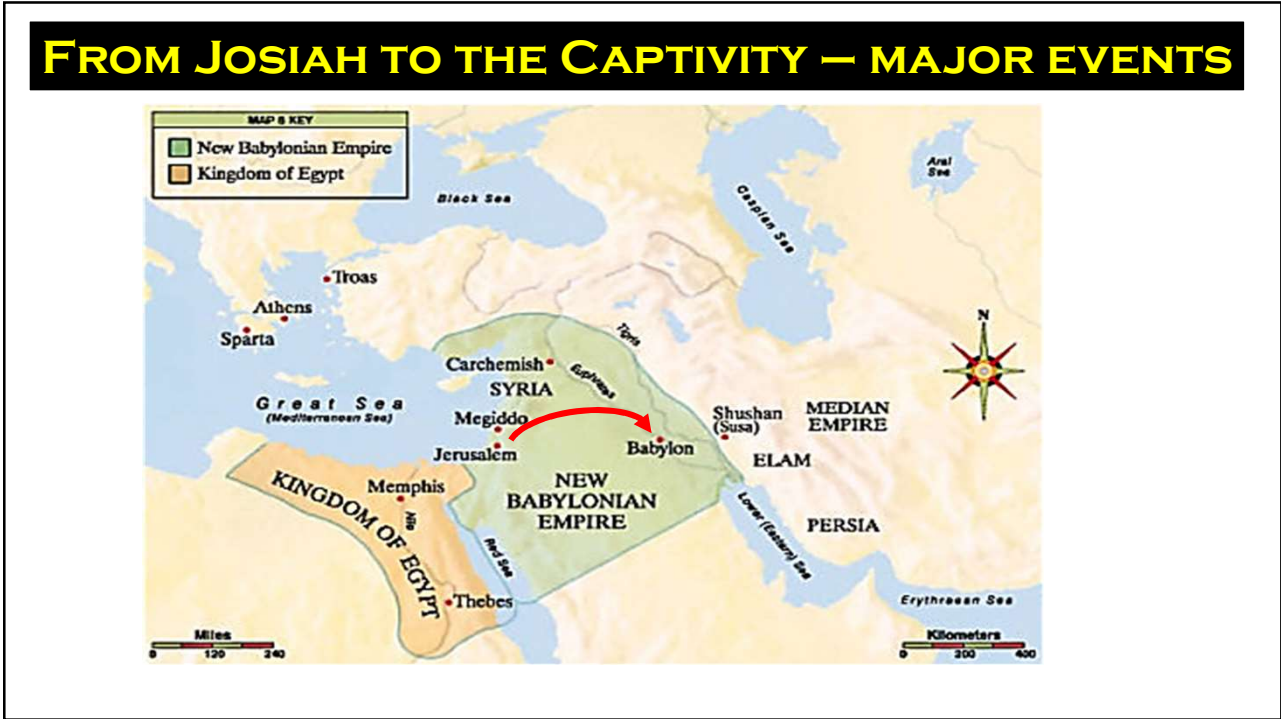 FROM JOSIAH TO THE CAPTIVITY – MAJOR EVENTS
MAP 8 KEY
New Babylonian Empire
Kingdom of Egypt
Black Sea
Caspian Sea
Aral
Sea
Troas
Athens
Sparta
N
Tigris
Carchemish
Euphrates
SYRIA
Great Sea
(Mediterranean Sea)
Megiddo
Jerusalem
Babylon
Shushan
(Susa)
MEDIAN
EMPIRE
ELAM
KINGDOM OF EGYPT
Memphis
Nile
NEW
BABYLONIAN
EMPIRE
Lower (Eastern) Sea
PERSIA
Red Sea
Thebes
Erythraean Sea
Miles
0 120 240
Kilometers
0 200 400